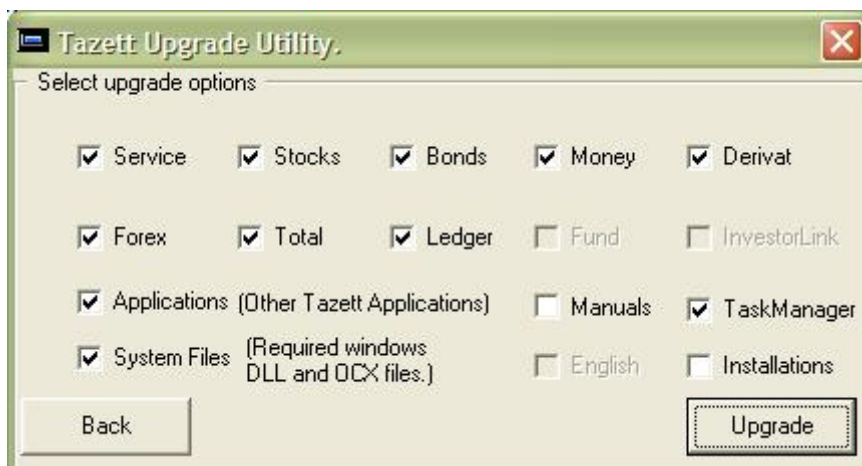 Tazett Upgrade Utility.
Select upgrade options
Service Stocks Bonds Money Derivat
Forex Total Ledger Fund InvestorLink
Applications (Other Tazett Applications) Manuals TaskManager
System Files (Required windows
DLL and OCX files.) English Installations
Back Upgrade